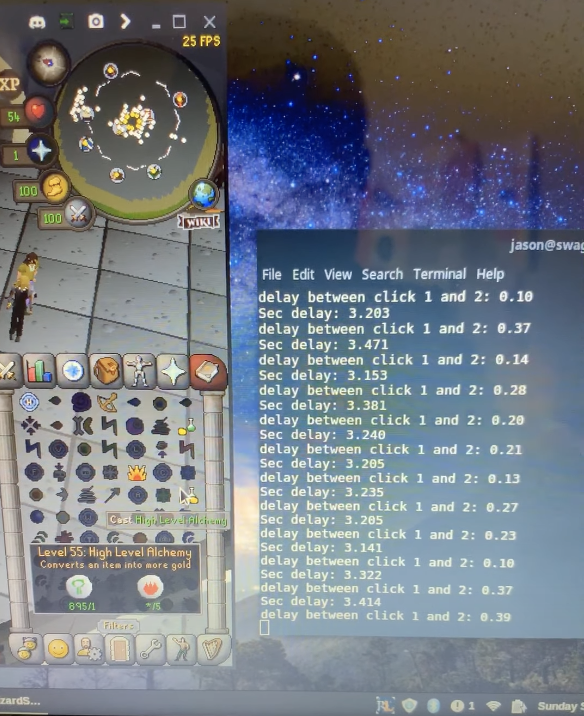 25 FPS
XP
54
1
100
100
WIKI
jason@swag
File Edit View Search Terminal Help
delay between click 1 and 2: 0.10
Sec delay: 3.203
delay between click 1 and 2: 0.37
Sec delay: 3.471
delay between click 1 and 2: 0.14
Sec delay: 3.153
delay between click 1 and 2: 0.28
Sec delay: 3.381
delay between click 1 and 2: 0.20
Sec delay: 3.240
delay between click 1 and 2: 0.21
Sec delay: 3.205
delay between click 1 and 2: 0.13
Sec delay: 3.235
delay between click 1 and 2: 0.27
Sec delay: 3.205
delay between click 1 and 2: 0.23
Sec delay: 3.141
delay between click 1 and 2: 0.10
Sec delay: 3.322
delay between click 1 and 2: 0.37
Sec delay: 3.414
delay between click 1 and 2: 0.39
Cast High Level Alchemy
Level 55: High Level Alchemy
Converts an item into more gold
895/1
*/5
Filters
zardS...
1
Sunday S